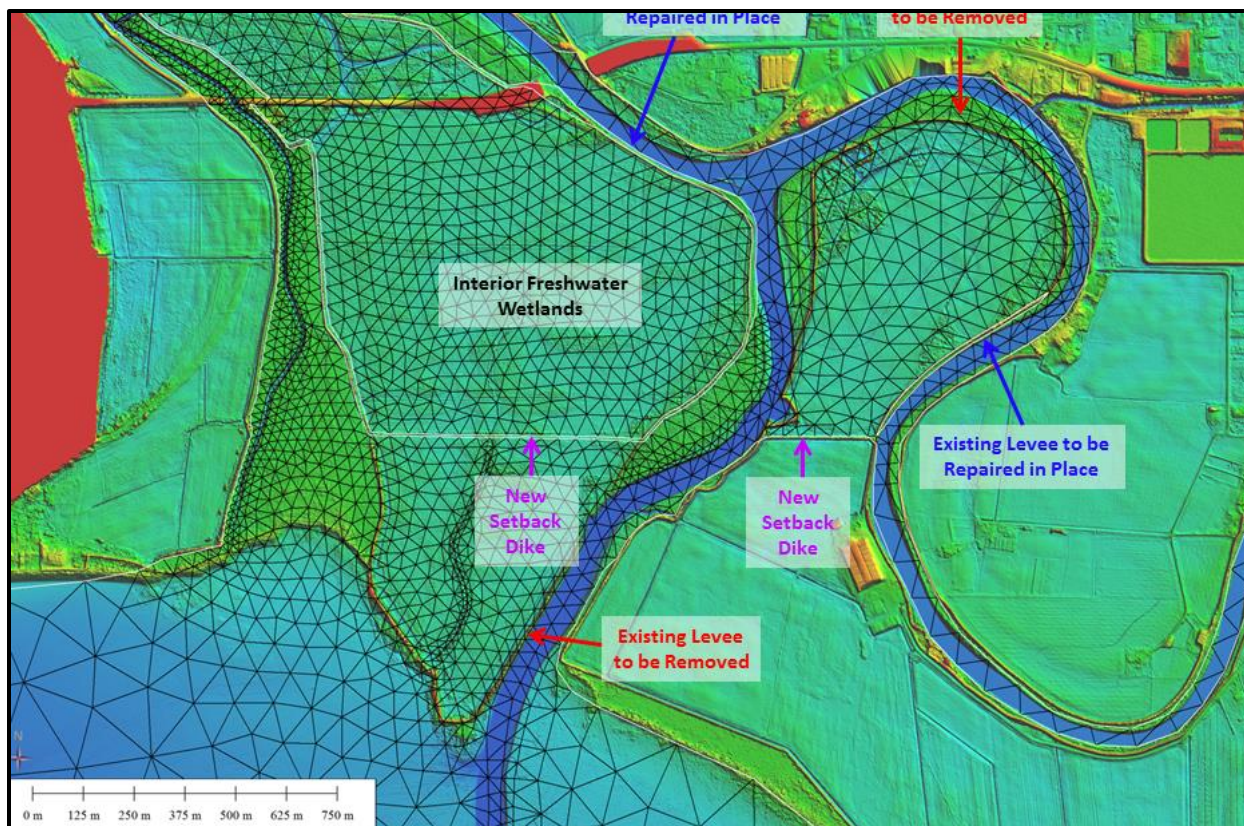 Repaired in Place
to be Removed
Interior Freshwater
Wetlands
Existing Levee to be
Repaired in Place
New
Setback
Dike
New
Setback
Dike
Existing Levee
to be Removed
N
0 m 125 m 250 m 375 m 500 m 625 m 750 m